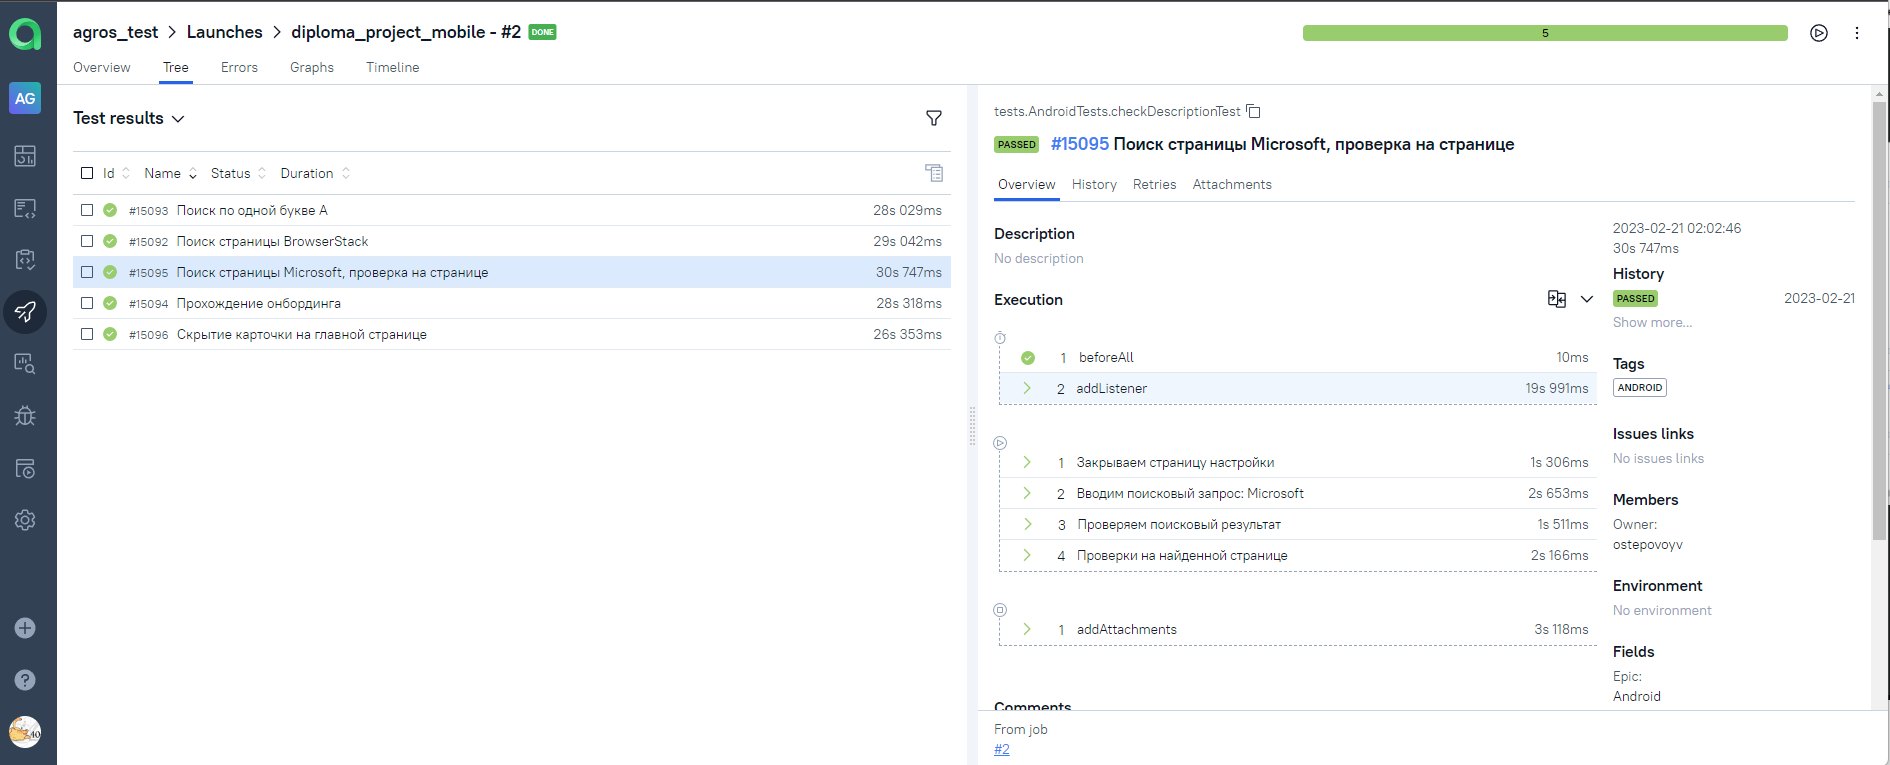 agros_test > Launches > diploma_project_mobile - #2 DONE
5
Overview Tree Errors Graphs Timeline
AG
Test results
Id Name Status Duration
#15093 Поиск по одной букве А 28s 029ms
#15092 Поиск страницы BrowserStack 29s 042ms
#15095 Поиск страницы Microsoft, проверка на странице 30s 747ms
#15094 Прохождение онбординга 28s 318ms
#15096 Скрытие карточки на главной странице 26s 353ms
tests.AndroidTests.checkDescriptionTest
PASSED #15095 Поиск страницы Microsoft, проверка на странице
Overview History Retries Attachments
Description
No description
Execution
1 beforeAll 10ms
2 addListener 19s 991ms
1 Закрываем страницу настройки 1s 306ms
2 Вводим поисковый запрос: Microsoft 2s 653ms
3 Проверяем поисковый результат 1s 511ms
4 Проверки на найденной странице 2s 166ms
1 addAttachments 3s 118ms
Comments
From job
#2
2023-02-21 02:02:46
30s 747ms
History
PASSED 2023-02-21
Show more...
Tags
ANDROID
Issues links
No issues links
Members
Owner:
ostepovoyv
Environment
No environment
Fields
Epic:
Android
40